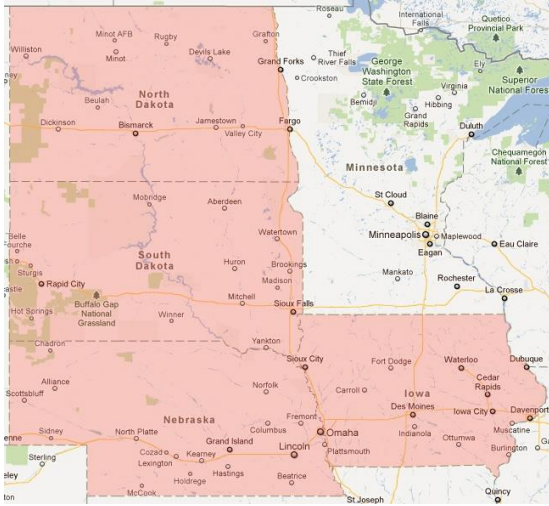 Roseau
International
Falls
Quetico
Provincial Park
Minot AFB
Rugby
Grafton
Williston
Minot
Devils Lake
Grand Forks
Thief
River Falls
George
Washington
State Forest
Ely
Superior
National Forest
Crookston
Virginia
Bemidji
Hibbing
Grand
Rapids
Beulah
North
Dakota
Dickinson
Bismarck
Jamestown
Valley City
Fargo
Duluth
Chequamegon
National Forest
Minnesota
Mobridge
Aberdeen
St Cloud
Blaine
Minneapolis
Maplewood
Eagan
Eau Claire
Belle
Fourche
Watertown
South
Dakota
Huron
Brookings
Sturgis
Rapid City
Madison
Mankato
Rochester
La Crosse
castle
Buffalo Gap
National
Grassland
Mitchell
Sioux Falls
Hot Springs
Winner
Chadron
Yankton
Sioux City
Fort Dodge
Waterloo
Dubuque
Alliance
Norfolk
Carroll
Iowa
Cedar
Rapids
Scottsbluff
Nebraska
Fremont
Des Moines
Iowa City
Davenport
Columbus
Omaha
Indianola
Muscatine
Sidney
North Platte
Grand Island
Lincoln
Plattsmouth
Ottumwa
Burlington
enne
Sterling
Cozad
Lexington
Kearney
Hastings
Holdrege
Beatrice
eley
McCook
St Joseph
Quincy